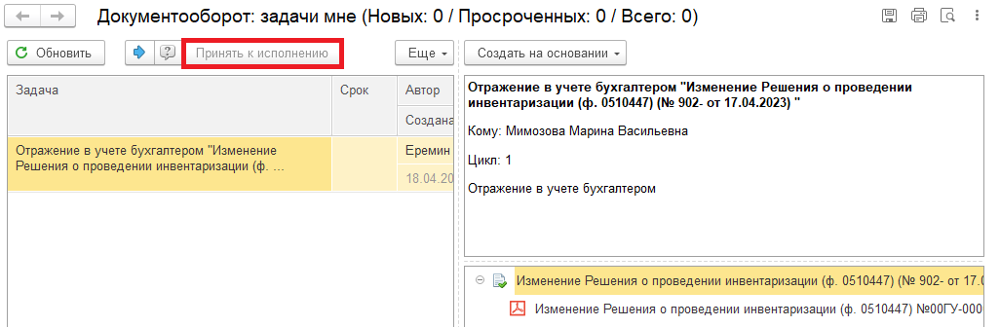 Документооборот: задачи мне (Новых: 0 / Просроченных: 0 / Всего: 0)
Обновить
Принять к исполнению
Еще
Создать на основании
Задача
Срок
Автор
Создана
Отражение в учете бухгалтером "Изменение
Решения о проведении инвентаризации (ф. ...
Еремин
18.04.20
Отражение в учете бухгалтером "Изменение Решения о проведении
инвентаризации (ф. 0510447) (№ 902- от 17.04.2023) "
Кому: Мимозова Марина Васильевна
Цикл: 1
Отражение в учете бухгалтером
Изменение Решения о проведении инвентаризации (ф. 0510447) (№ 902- от 17.0
Изменение Решения о проведении инвентаризации (ф. 0510447) №00ГУ-000